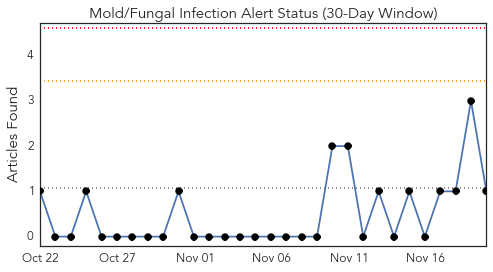 Mold/Fungal Infection Alert Status (30-Day Window)
Articles Found
4
3
2
1
0
Oct 22
Oct 27
Nov 01
Nov 06
Nov 11
Nov 16